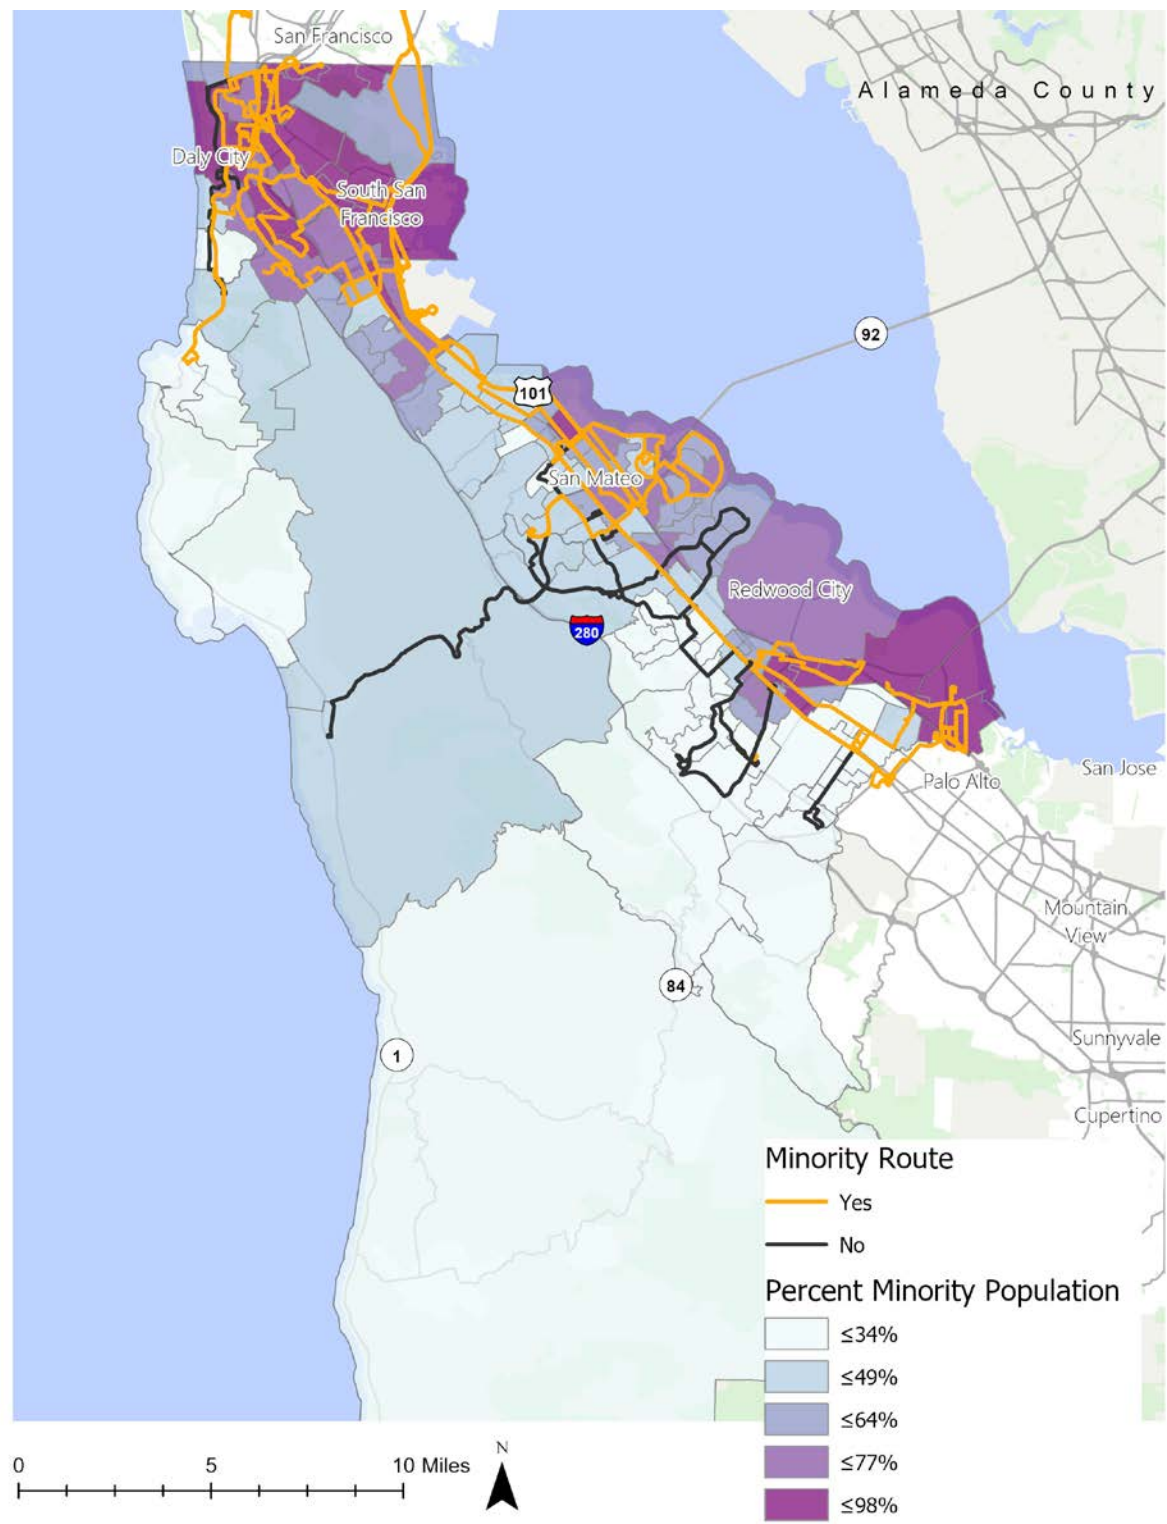 San Francisco
Alameda County
Daly City
South San
Francisco
92
101
San Mateo
Redwood City
280
San Jose
Palo Alto
Mountain
View
84
Sunnyvale
1
Cupertino
Minority Route
Yes
No
Percent Minority Population
≤34%
≤49%
≤64%
≤77%
≤98%
0 5 10 Miles
N